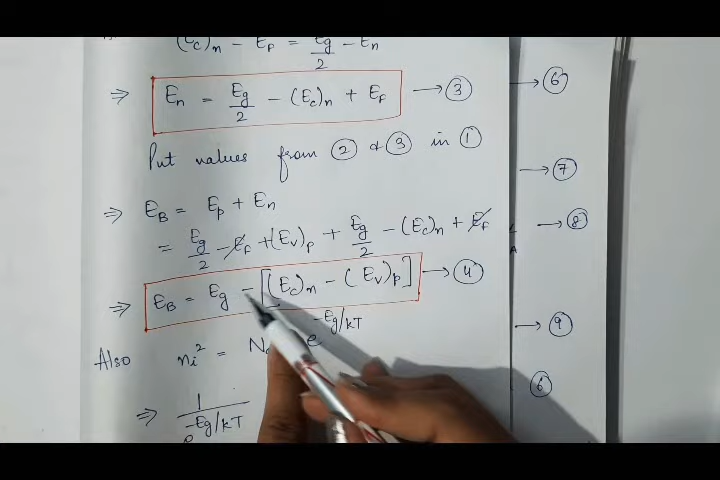 (Ec)n - EF = Eg/2 - En
⇒ En = Eg/2 - (Ec)n + EF → (3) → (6)
Put values from (2) & (3) in (1)
→ (7)
⇒ EB = Ep + En
= Eg/2 - EF + (Ev)p + Eg/2 - (Ec)n + EF → (8)
⇒ EB = Eg - [(Ec)n - (Ev)p] → (4)
Also ni² = e^-Eg/kT → (9)
⇒ 1/e^-Eg/kT (6)